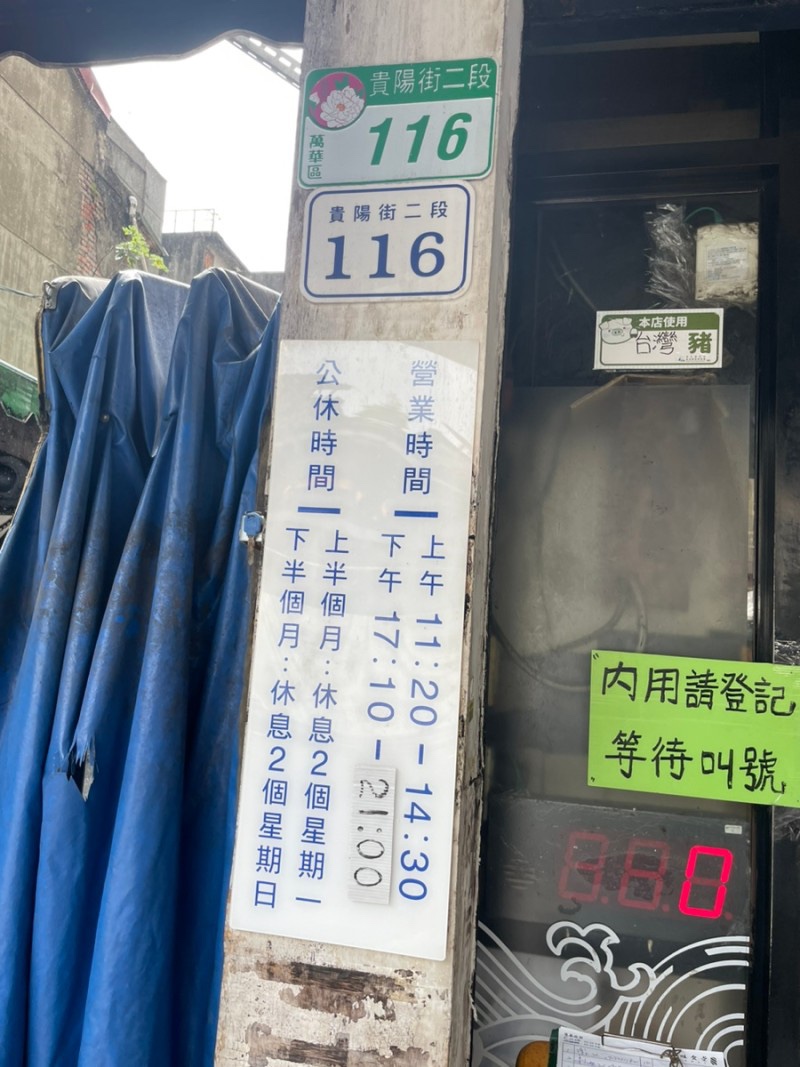 貴陽街二段
116
萬華區
貴陽街二段
116
營業時間
上午 11:20-14:30
下午 17:10-21:00
公休時間
上半個月:休息2個星期一
下半個月:休息2個星期日
本店使用
台灣 豬
內用請登記
等待叫號
0